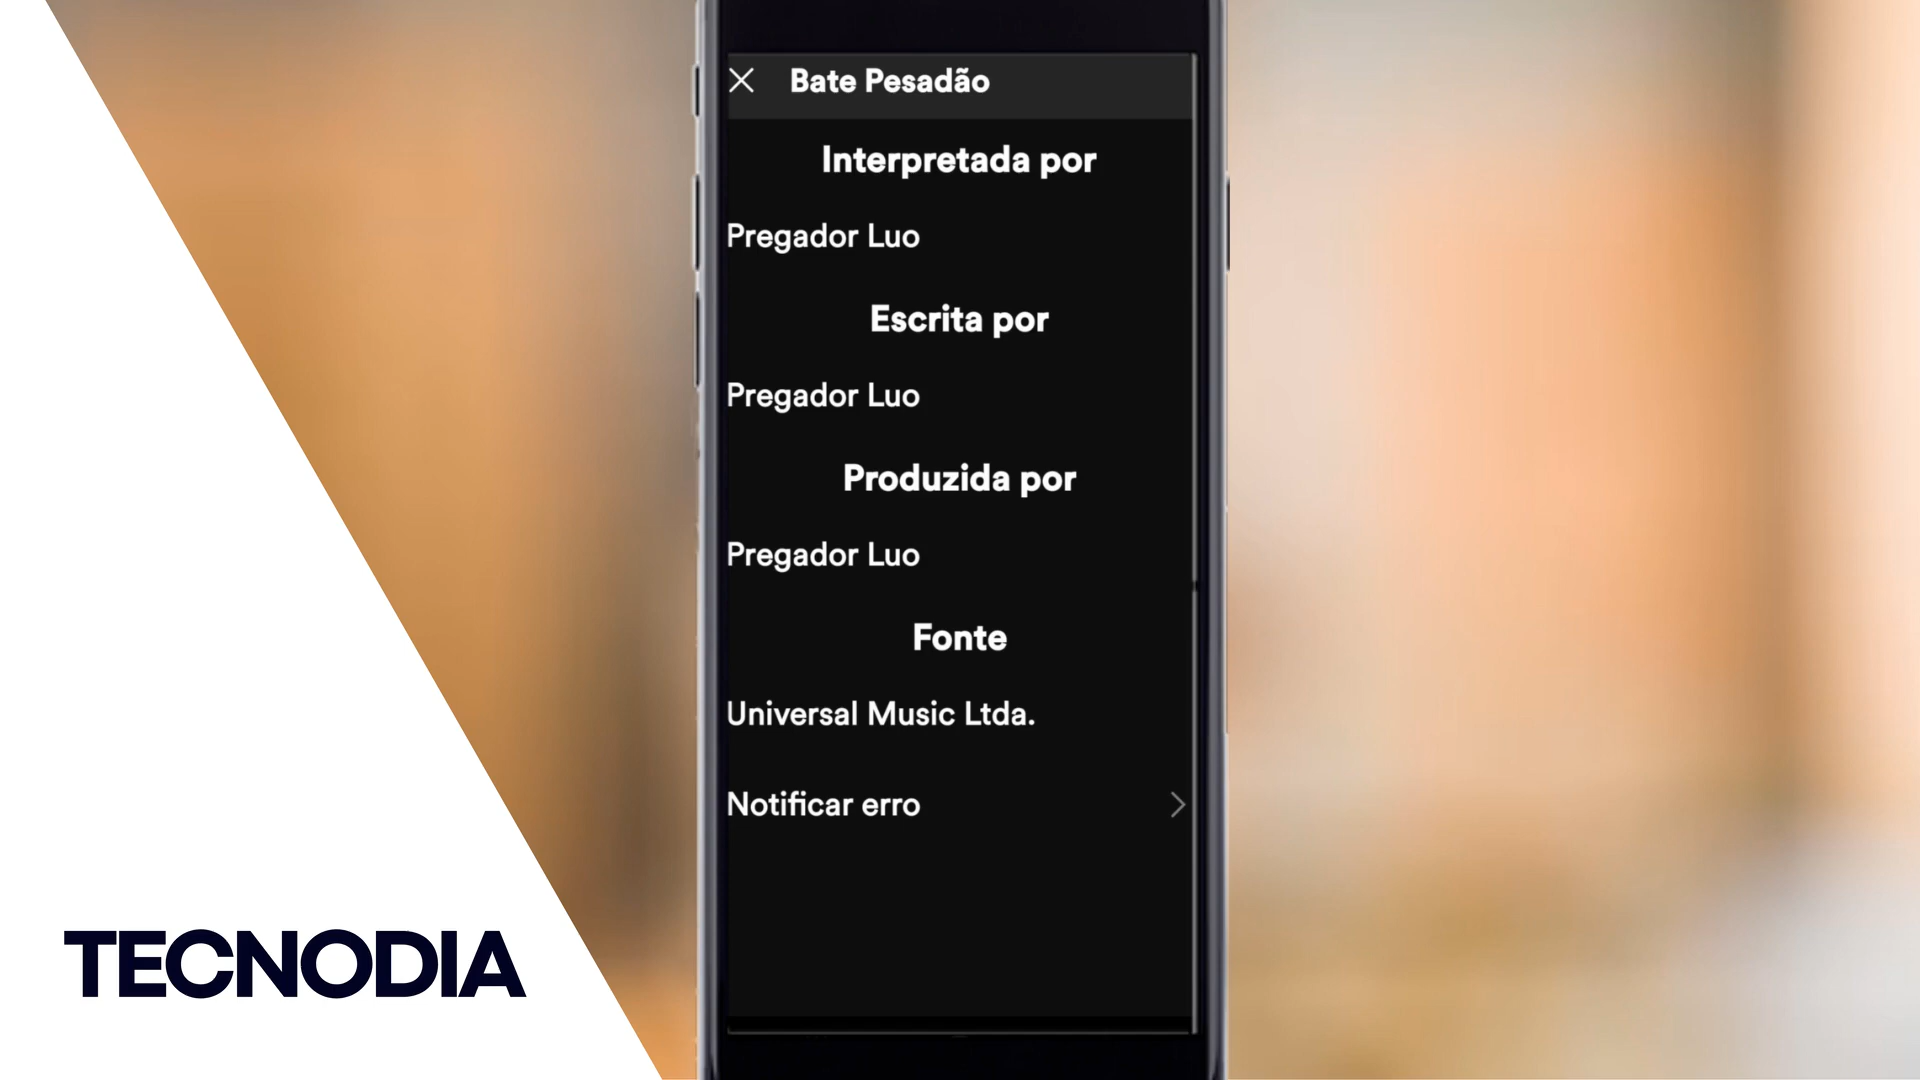 Bate Pesadão
Interpretada por
Pregador Luo
Escrita por
Pregador Luo
Produzida por
Pregador Luo
Fonte
Universal Music Ltda.
Notificar erro
TECNODIA